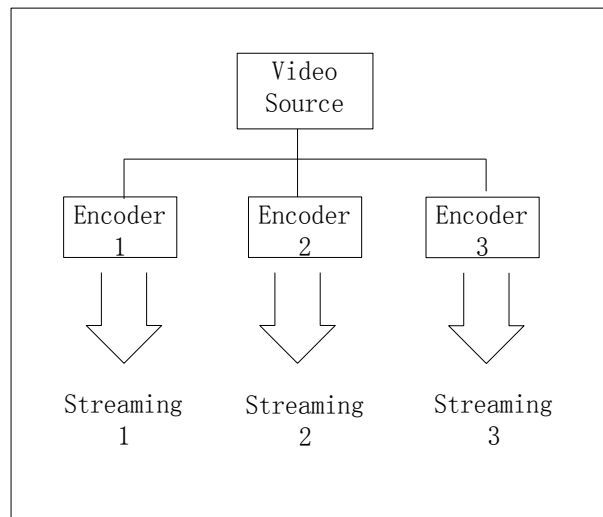 Video
Source
Encoder
1
Encoder
2
Encoder
3
Streaming
1
Streaming
2
Streaming
3